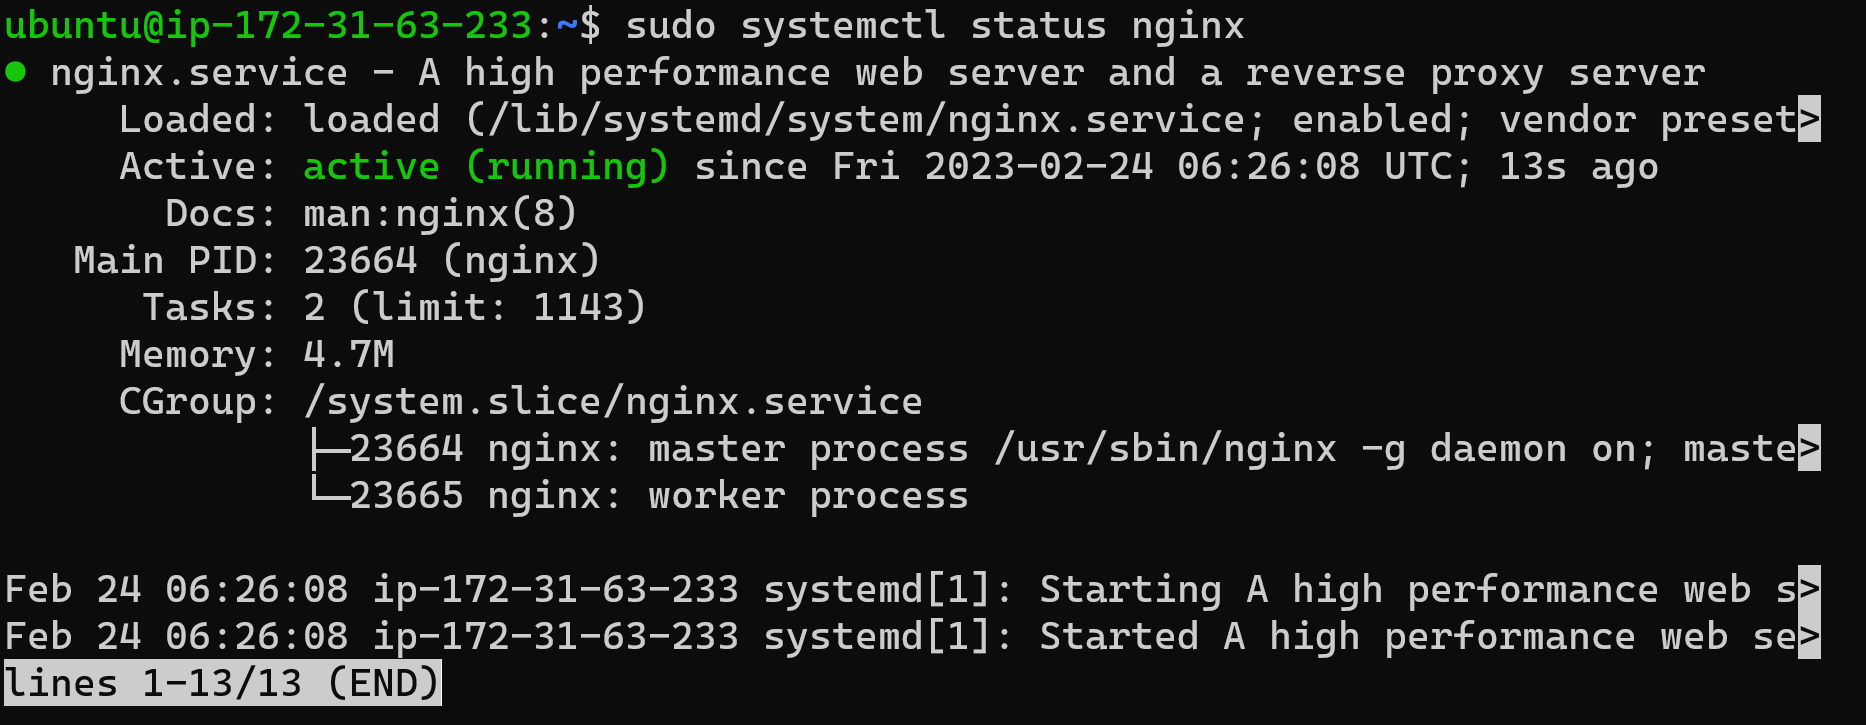 ubuntu@ip-172-31-63-233:~$ sudo systemctl status nginx
● nginx.service - A high performance web server and a reverse proxy server
     Loaded: loaded (/lib/systemd/system/nginx.service; enabled; vendor preset>
     Active: active (running) since Fri 2023-02-24 06:26:08 UTC; 13s ago
       Docs: man:nginx(8)
   Main PID: 23664 (nginx)
      Tasks: 2 (limit: 1143)
     Memory: 4.7M
     CGroup: /system.slice/nginx.service
             ├─23664 nginx: master process /usr/sbin/nginx -g daemon on; maste>
             └─23665 nginx: worker process

Feb 24 06:26:08 ip-172-31-63-233 systemd[1]: Starting A high performance web s>
Feb 24 06:26:08 ip-172-31-63-233 systemd[1]: Started A high performance web se>
lines 1-13/13 (END)